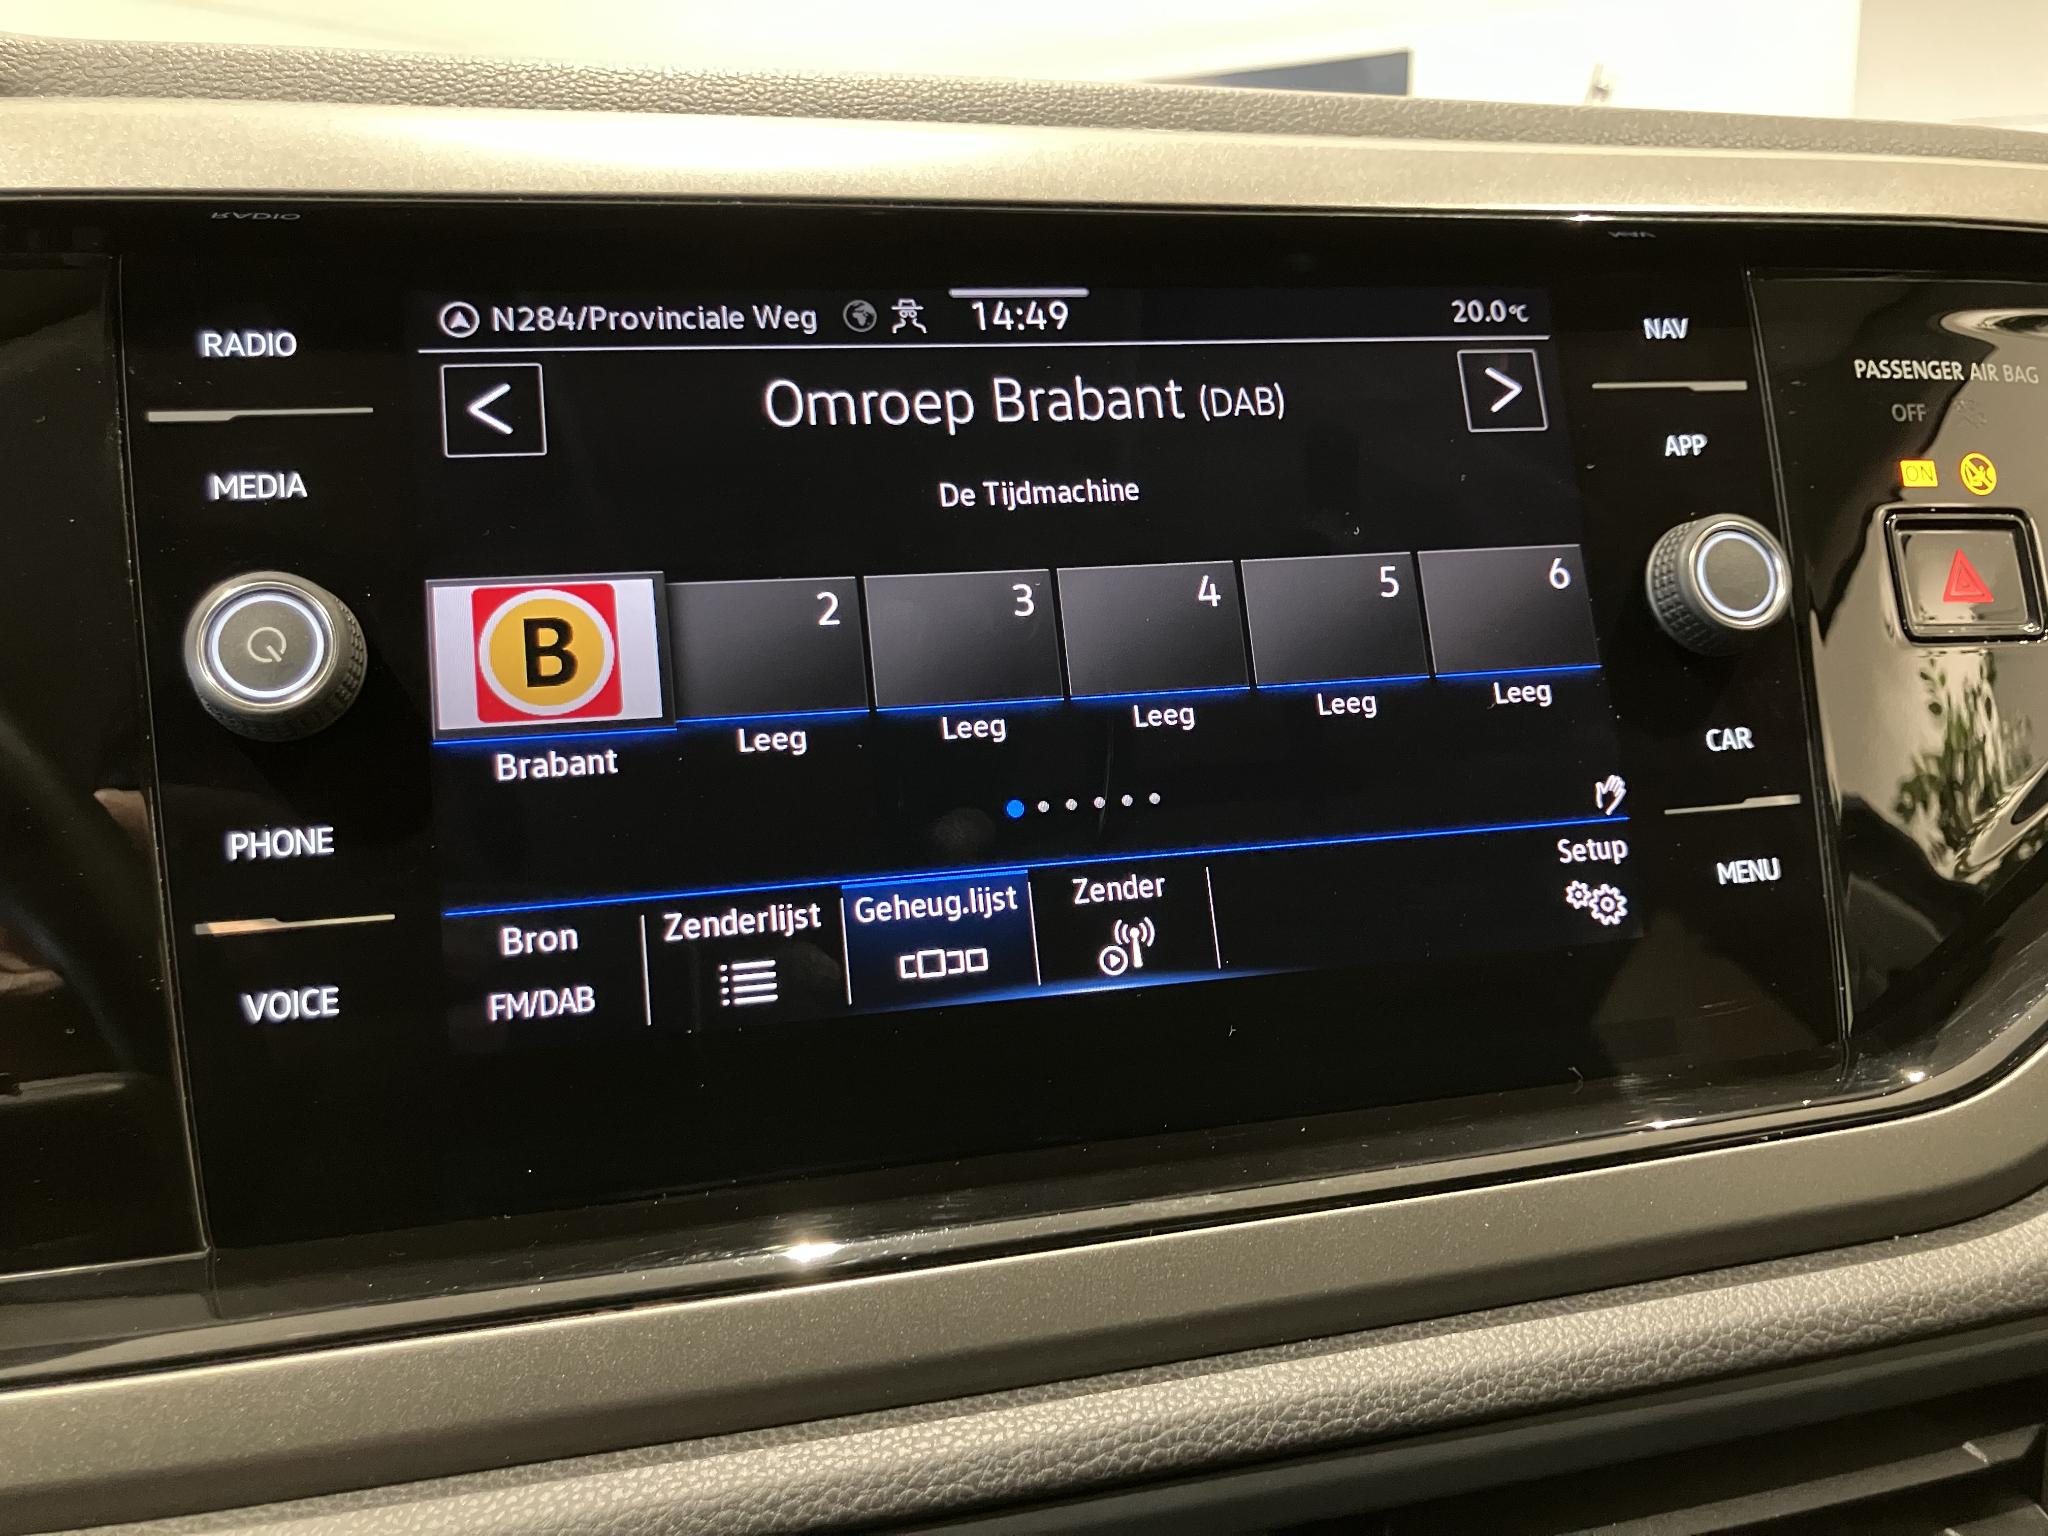 RADIO
MEDIA
PHONE
VOICE
N284/Provinciale Weg
14:49
20.0°C
<
Omroep Brabant (DAB)
>
De Tijdmachine
B
2
3
4
5
6
Brabant
Leeg
Leeg
Leeg
Leeg
Leeg
Bron
FM/DAB
Zenderlijst
Geheug.lijst
Zender
Setup
NAV
APP
CAR
MENU
PASSENGER AIR BAG
OFF
ON